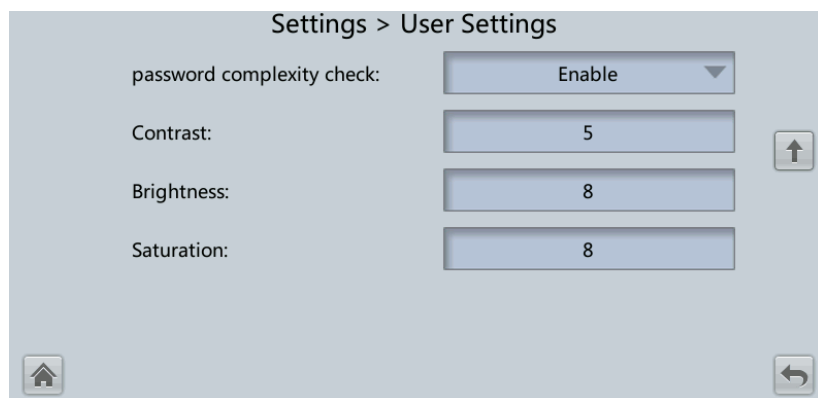 Settings > User Settings
password complexity check: Enable
Contrast: 5
Brightness: 8
Saturation: 8